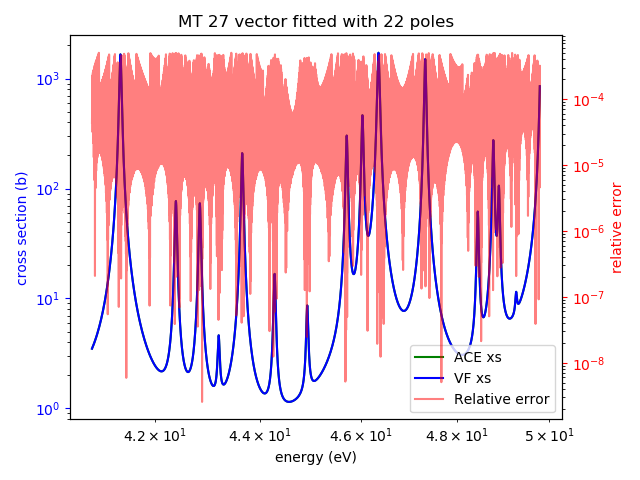 MT 27 vector fitted with 22 poles
cross section (b)
10³
10²
10¹
10⁰
10⁻⁴
10⁻⁵
10⁻⁶
10⁻⁷
10⁻⁸
relative error
ACE xs
VF xs
Relative error
4.2 × 10¹ 4.4 × 10¹ 4.6 × 10¹ 4.8 × 10¹ 5 × 10¹
energy (eV)